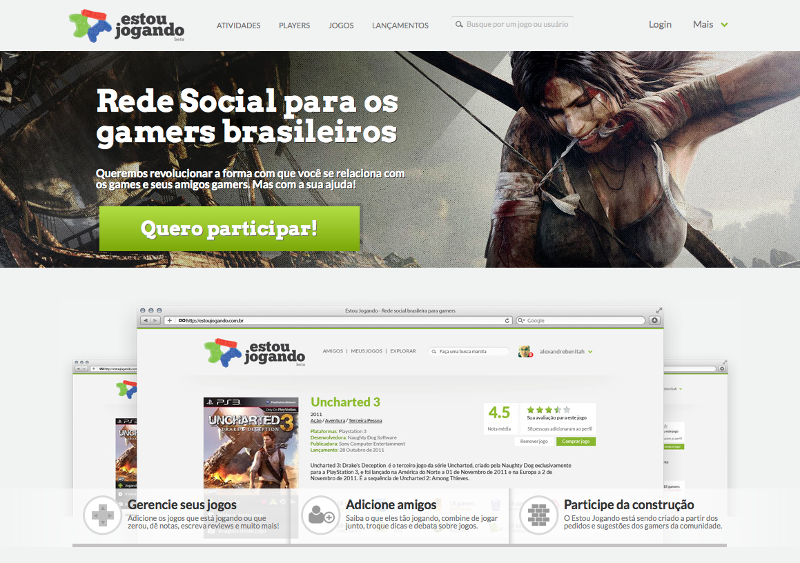 estou
jogando
beta
ATIVIDADES PLAYERS JOGOS LANÇAMENTOS Busque por um jogo ou usuário Login Mais
Rede Social para os
gamers brasileiros
Queremos revolucionar a forma com que você se relaciona com
os games e seus amigos gamers. Mas com a sua ajuda!
Quero participar!
Estou Jogando - Rede social brasileira para gamers
http://estoujogando.com.br Google
estou
jogando
beta
AMIGOS | MEUS JOGOS | EXPLORAR Faça uma busca marota alexandrebenitah
PS3
UNCHARTED 3
DRAKE'S DECEPTION
Uncharted 3
2011
Ação / Aventura / Terceira Pessoa
Plataformas: Playstation 3
Desenvolvedora: Naughty Dog Software
Publicadora: Sony Computer Entertainment
Lançamento: 28 Outubro de 2011
4.5
Nota média
Sua avaliação para este jogo
58 pessoas adicionaram ao perfil
Remover jogo Comprar jogo
Uncharted 3: Drake's Deception é o terceiro jogo da série Uncharted, criado pela Naughty Dog exclusivamente
para a PlayStation 3, e foi lançado na América do Norte a 01 de Novembro de 2011 e na Europa a 2 de
Novembro de 2011. É a sequência de Uncharted 2: Among Thieves.
Gerencie seus jogos
Adicione os jogos que está jogando ou que
zerou, dê notas, escreva reviews e muito mais!
Adicione amigos
Saiba o que eles tão jogando, combine de jogar
junto, troque dicas e debata sobre jogos.
Participe da construção
O Estou Jogando está sendo criado a partir dos
pedidos e sugestões dos gamers da comunidade.